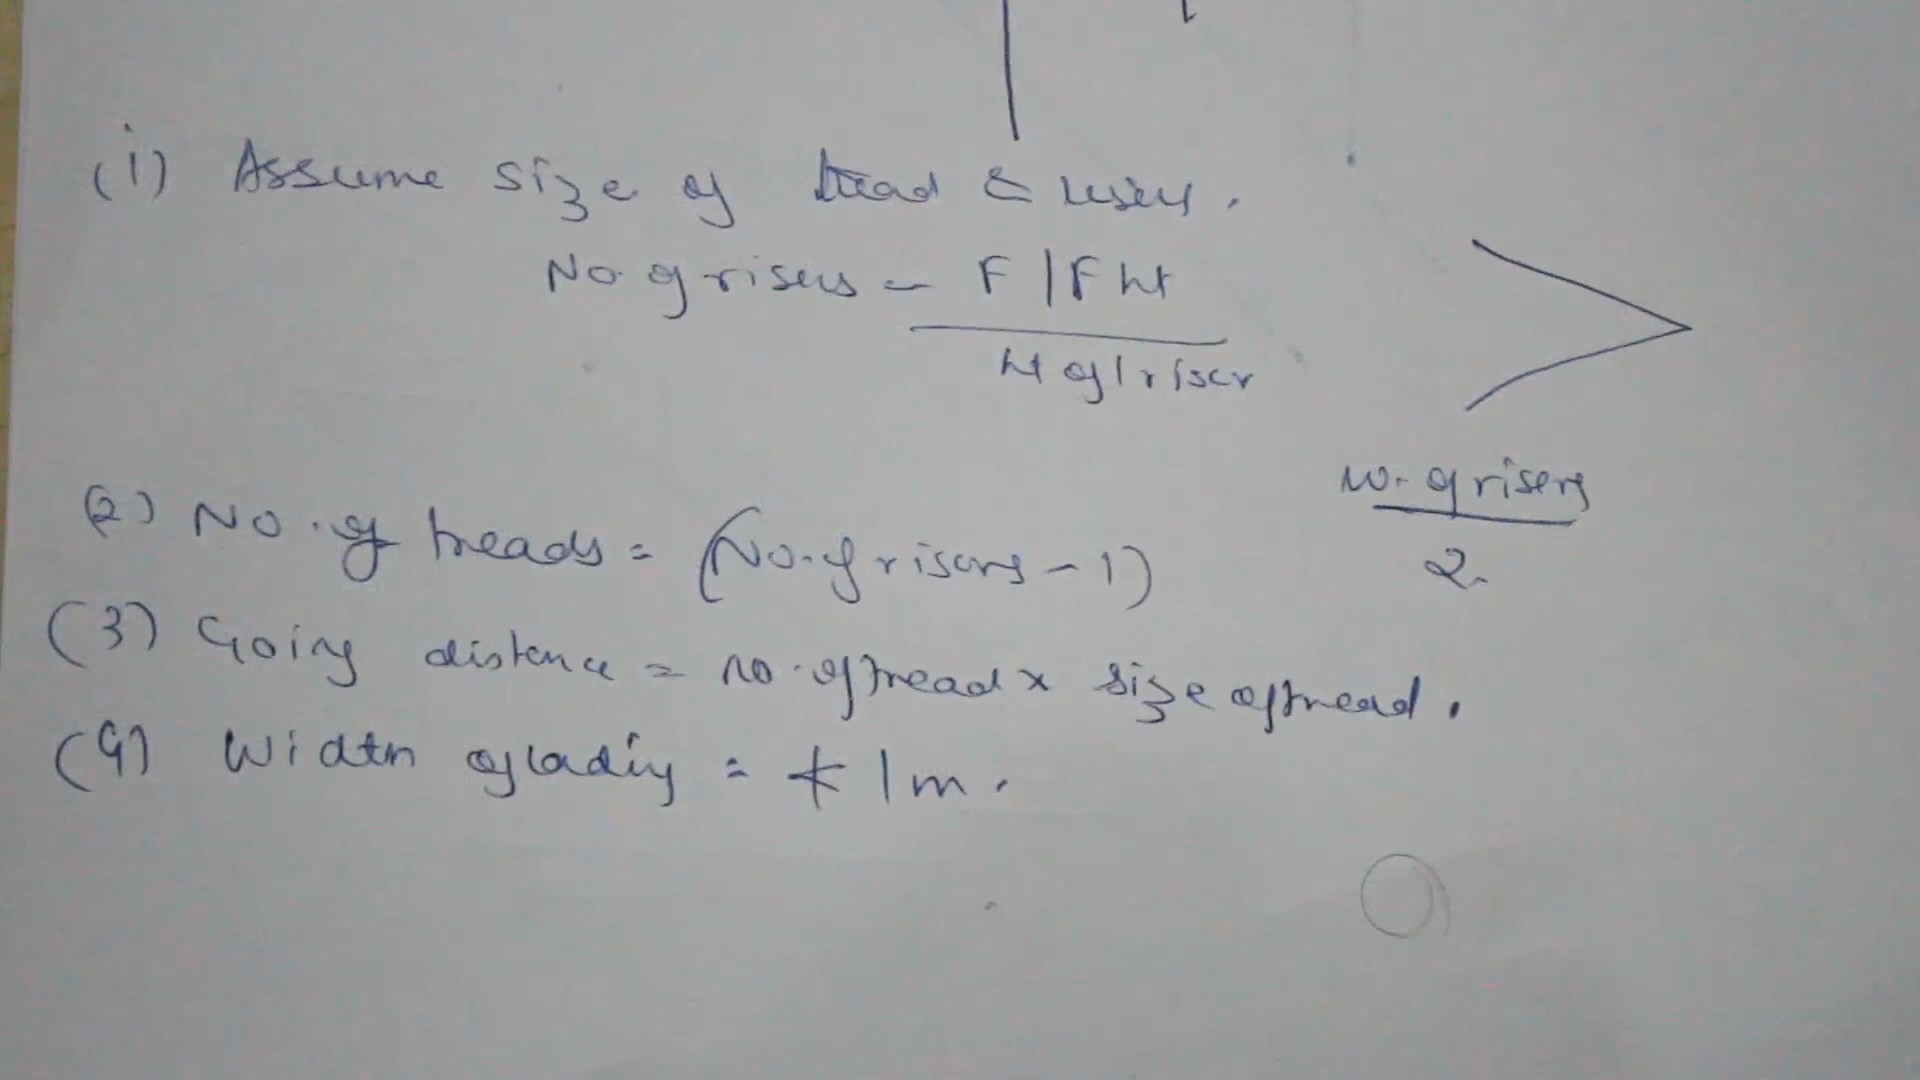 (i) Assume size of tread & risers.
No. of risers = F/F ht
ht of 1 riser
no. of risers
2.
(2) No. of treads = (No. of risers - 1)
(3) Going distance = no. of tread x size of tread.
(4) Width of lading = ≮ 1m.